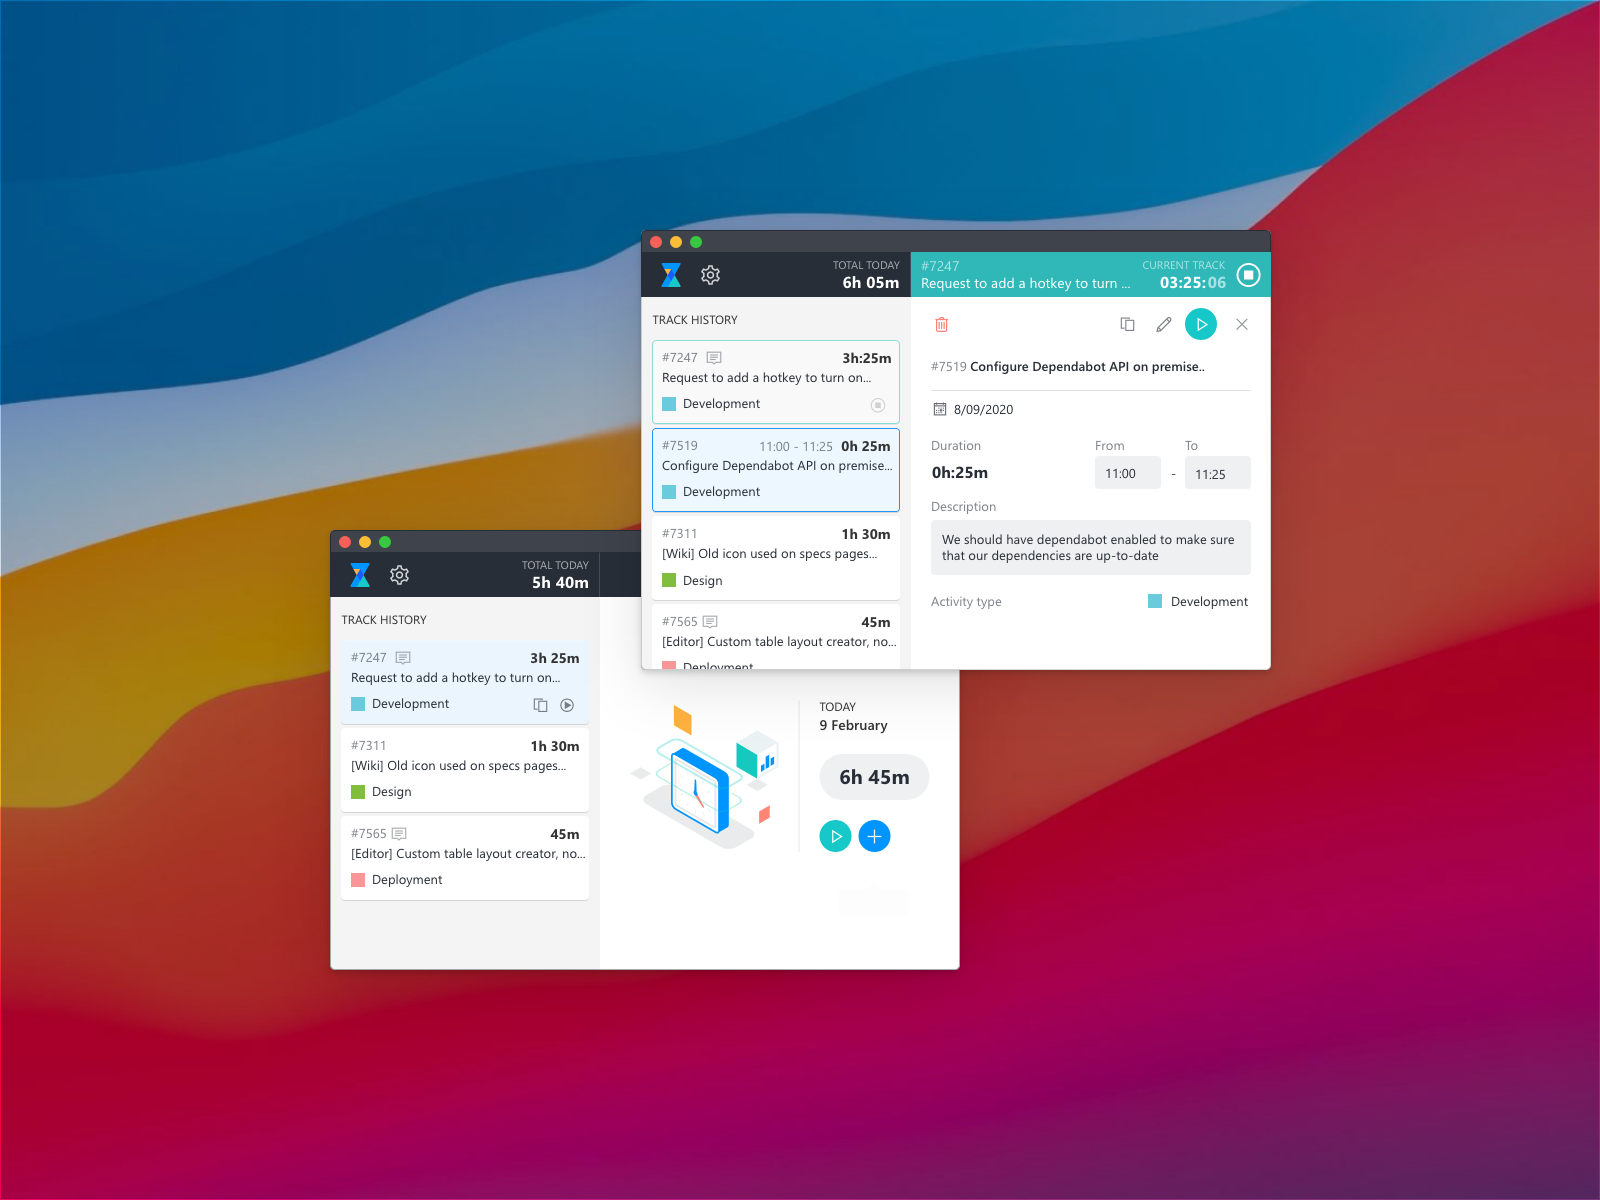 TOTAL TODAY
6h 05m
#7247
Request to add a hotkey to turn ...
CURRENT TRACK
03:25:06
TRACK HISTORY
#7247
3h:25m
Request to add a hotkey to turn on...
Development
#7519
11:00 - 11:25
0h 25m
Configure Dependabot API on premise...
Development
#7311
1h 30m
[Wiki] Old icon used on specs pages...
Design
#7565
45m
[Editor] Custom table layout creator, no...
Deployment
#7519 Configure Dependabot API on premise..
8/09/2020
Duration
0h:25m
From
To
11:00
-
11:25
Description
We should have dependabot enabled to make sure
that our dependencies are up-to-date
Activity type
Development
TOTAL TODAY
5h 40m
TRACK HISTORY
#7247
3h 25m
Request to add a hotkey to turn on...
Development
#7311
1h 30m
[Wiki] Old icon used on specs pages...
Design
#7565
45m
[Editor] Custom table layout creator, no...
Deployment
TODAY
9 February
6h 45m